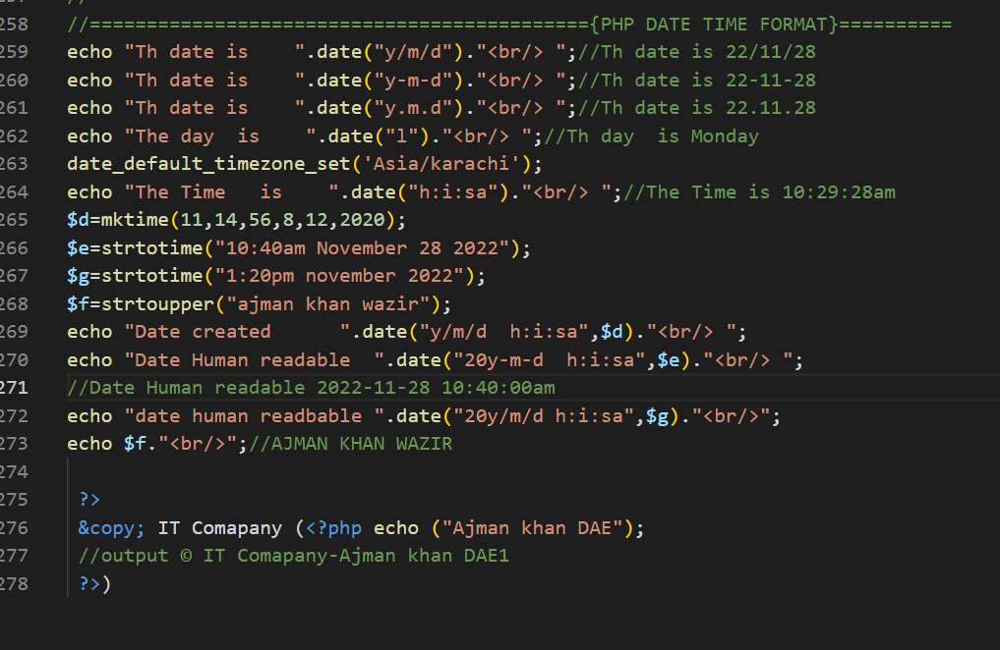 //
258 //============================================{PHP DATE TIME FORMAT}==========
259 echo "Th date is    ".date("y/m/d")."<br/> ";//Th date is 22/11/28
260 echo "Th date is    ".date("y-m-d")."<br/> ";//Th date is 22-11-28
261 echo "Th date is    ".date("y.m.d")."<br/> ";//Th date is 22.11.28
262 echo "The day  is    ".date("l")."<br/> ";//Th day  is Monday
263 date_default_timezone_set('Asia/karachi');
264 echo "The Time   is    ".date("h:i:sa")."<br/> ";//The Time is 10:29:28am
265 $d=mktime(11,14,56,8,12,2020);
266 $e=strtotime("10:40am November 28 2022");
267 $g=strtotime("1:20pm november 2022");
268 $f=strtoupper("ajman khan wazir");
269 echo "Date created      ".date("y/m/d  h:i:sa",$d)."<br/> ";
270 echo "Date Human readable  ".date("20y-m-d  h:i:sa",$e)."<br/> ";
271 //Date Human readable 2022-11-28 10:40:00am
272 echo "date human readbable ".date("20y/m/d h:i:sa",$g)."<br/>";
273 echo $f."<br/>";//AJMAN KHAN WAZIR
274
275 ?>
276 &copy; IT Comapany (<?php echo ("Ajman khan DAE");
277 //output © IT Comapany-Ajman khan DAE1
278 ?>)